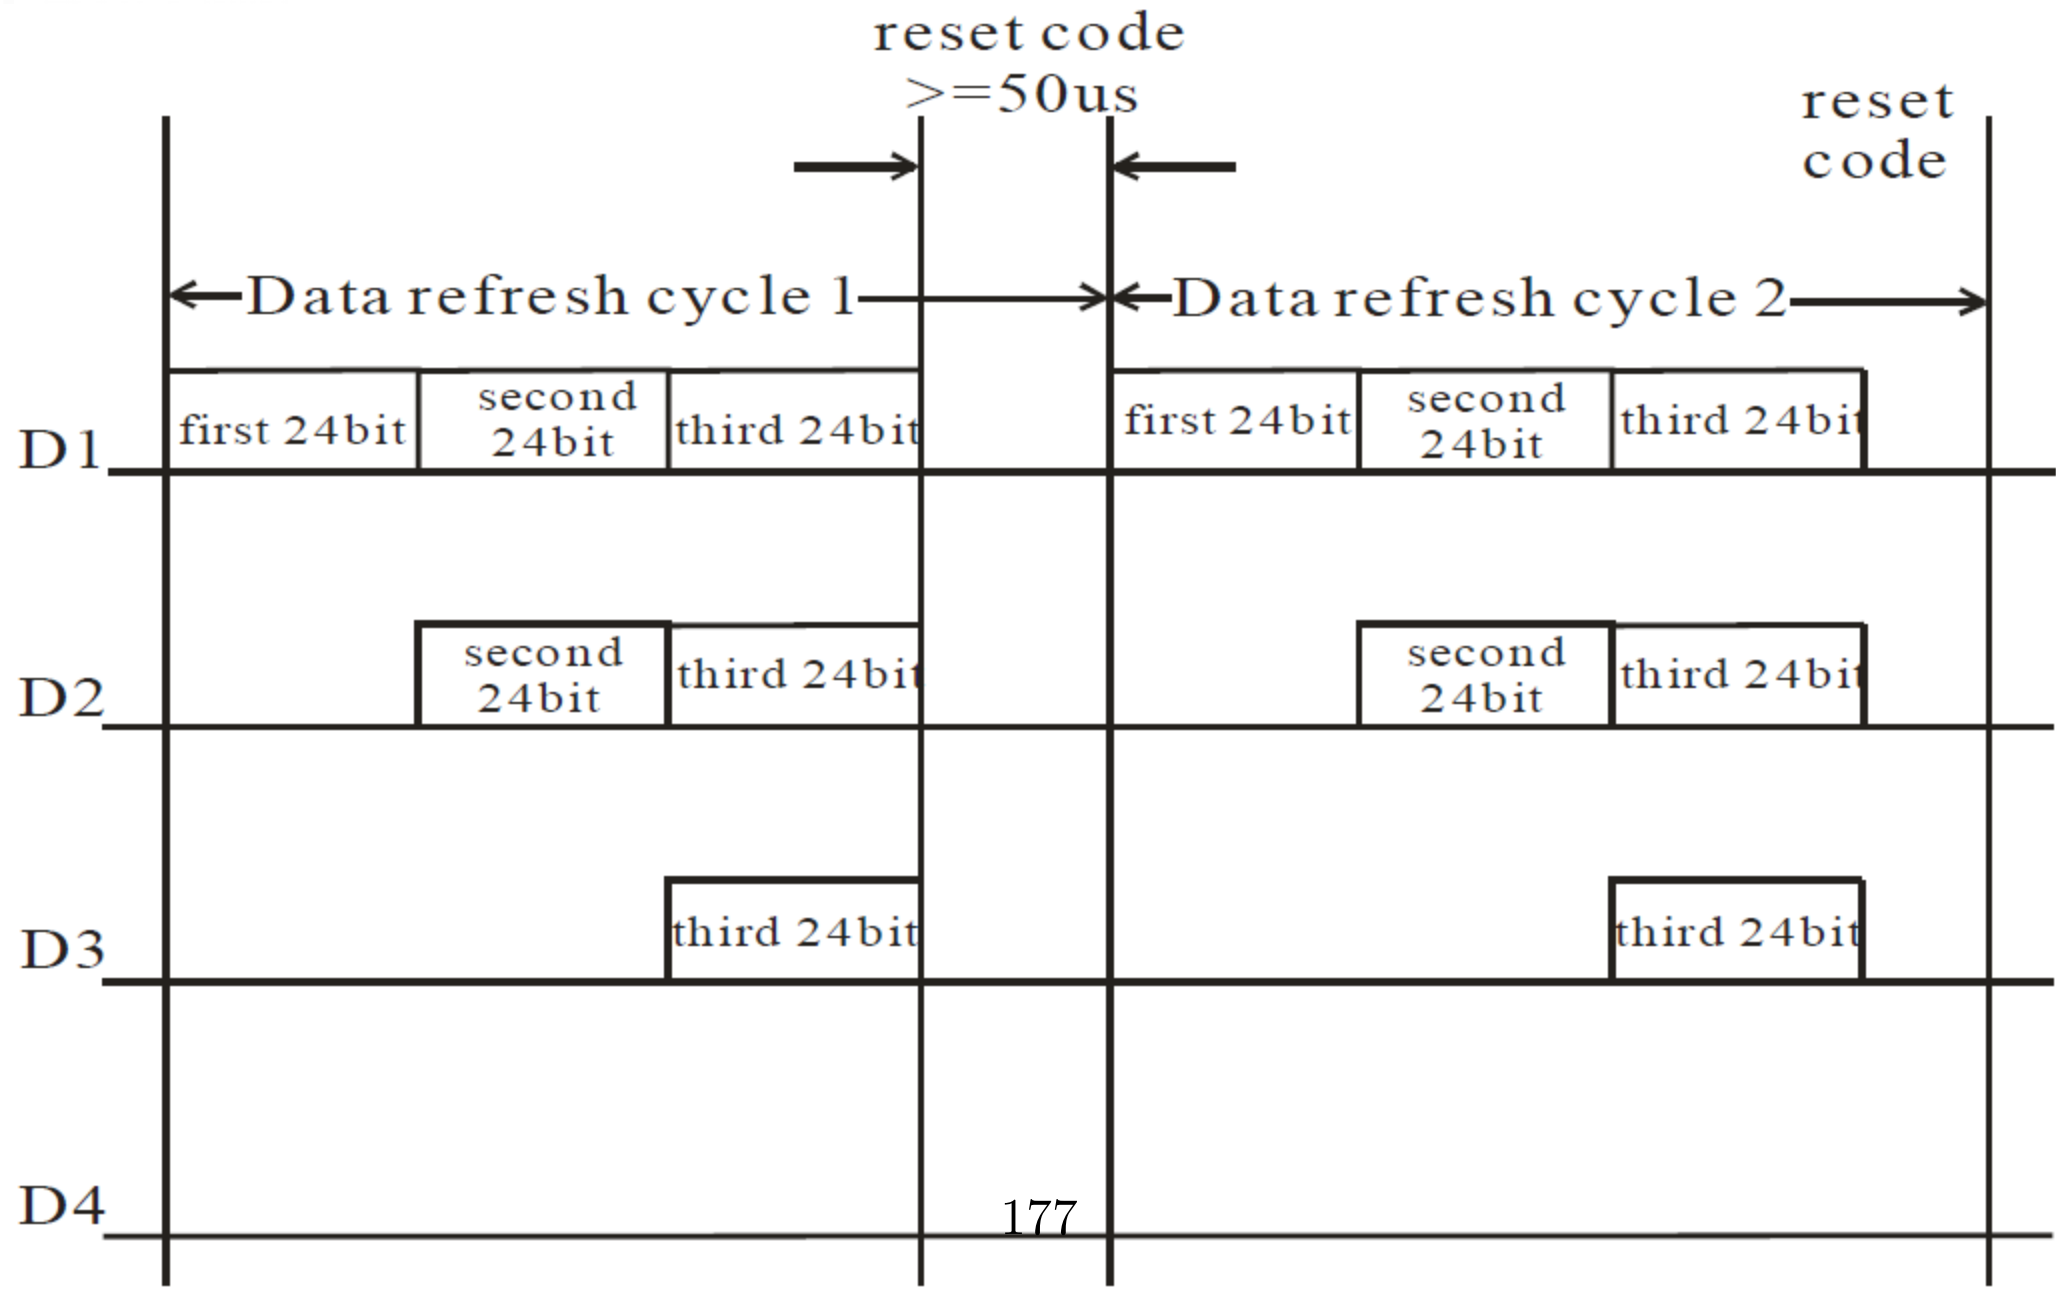 reset code
>=50us
reset
code
Data refresh cycle 1
Data refresh cycle 2
D1
first 24bit
second
24bit
third 24bit
first 24bit
second
24bit
third 24bit
D2
second
24bit
third 24bit
second
24bit
third 24bit
D3
third 24bit
third 24bit
D4
177